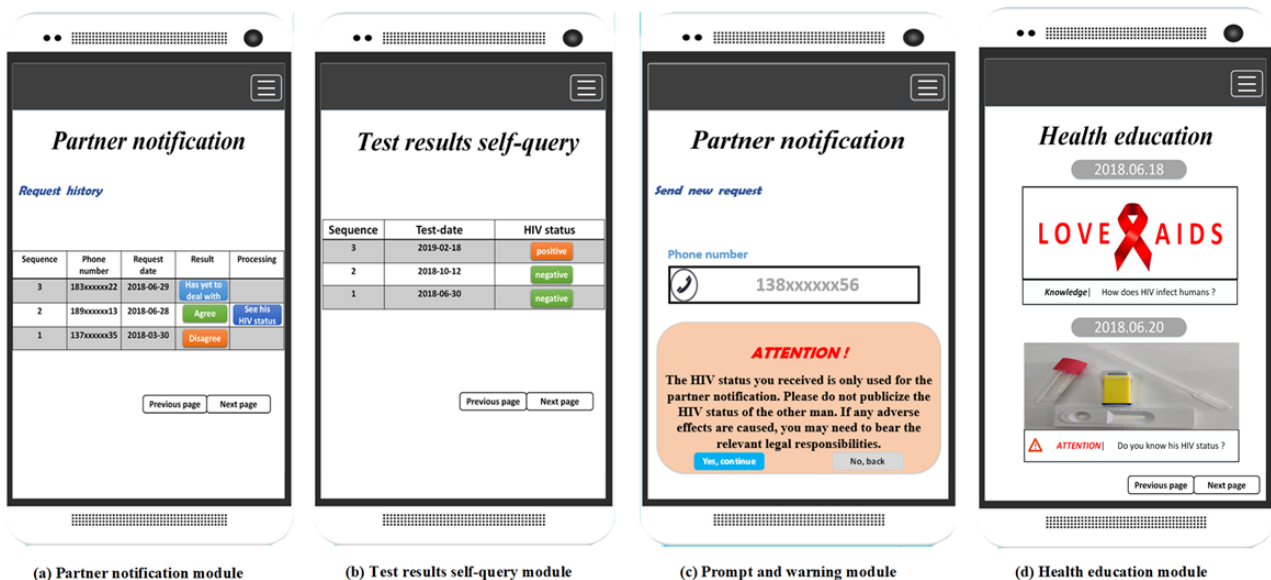 Partner notification
Request history
Sequence Phone number Request date Result Processing
3 183xxxxxx22 2018-06-29 Has yet to deal with
2 189xxxxxx13 2018-06-28 Agree See his HIV status
1 137xxxxxx35 2018-03-30 Disagree
Previous page Next page
(a) Partner notification module
Test results self-query
Sequence Test-date HIV status
3 2019-02-18 positive
2 2018-10-12 negative
1 2018-06-30 negative
Previous page Next page
(b) Test results self-query module
Partner notification
Send new request
Phone number
138xxxxxx56
ATTENTION !
The HIV status you received is only used for the
partner notification. Please do not publicize the
HIV status of the other man. If any adverse
effects are caused, you may need to bear the
relevant legal responsibilities.
Yes, continue No, back
(c) Prompt and warning module
Health education
2018.06.18
LOVE AIDS
Knowledge| How does HIV infect humans ?
2018.06.20
ATTENTION| Do you know his HIV status ?
Previous page Next page
(d) Health education module